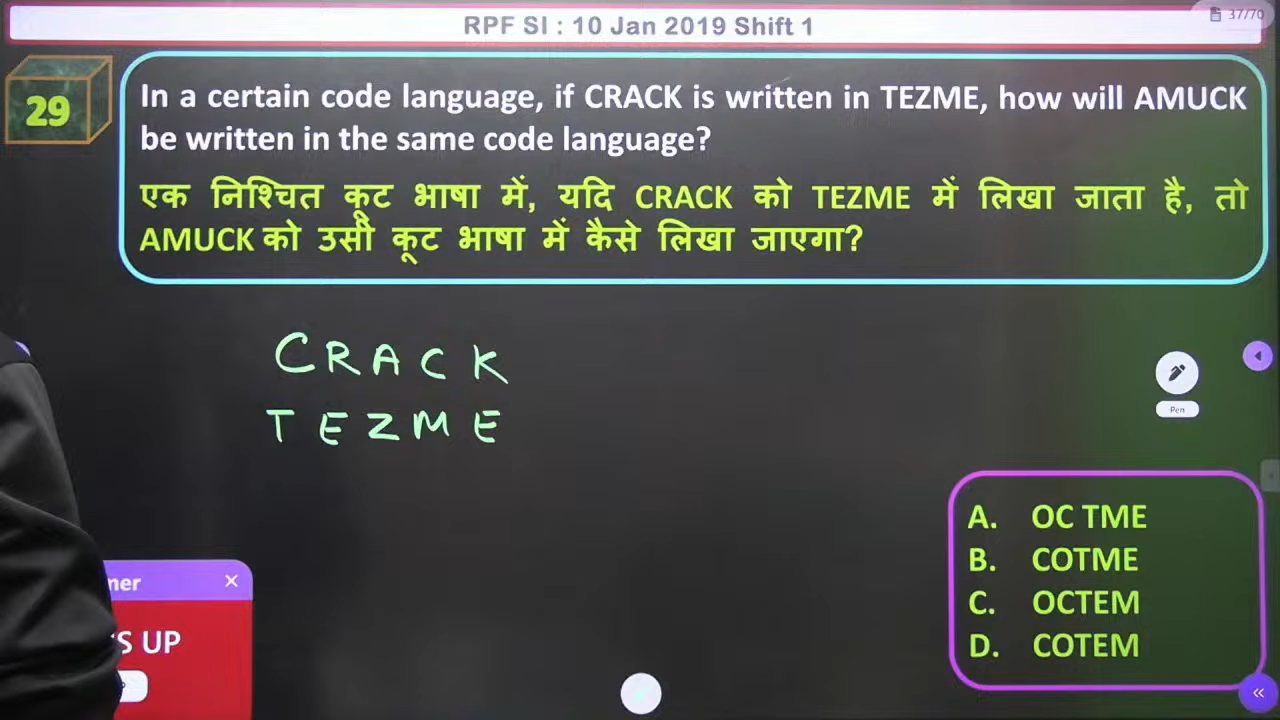 RPF SI : 10 Jan 2019 Shift 1
37/70
29
In a certain code language, if CRACK is written in TEZME, how will AMUCK
be written in the same code language?
एक निश्चित कूट भाषा में, यदि CRACK को TEZME में लिखा जाता है, तो
AMUCK को उसी कूट भाषा में कैसे लिखा जाएगा?
CRACK
TEZME
Pen
A. OC TME
B. COTME
C. OCTEM
D. COTEM
UP